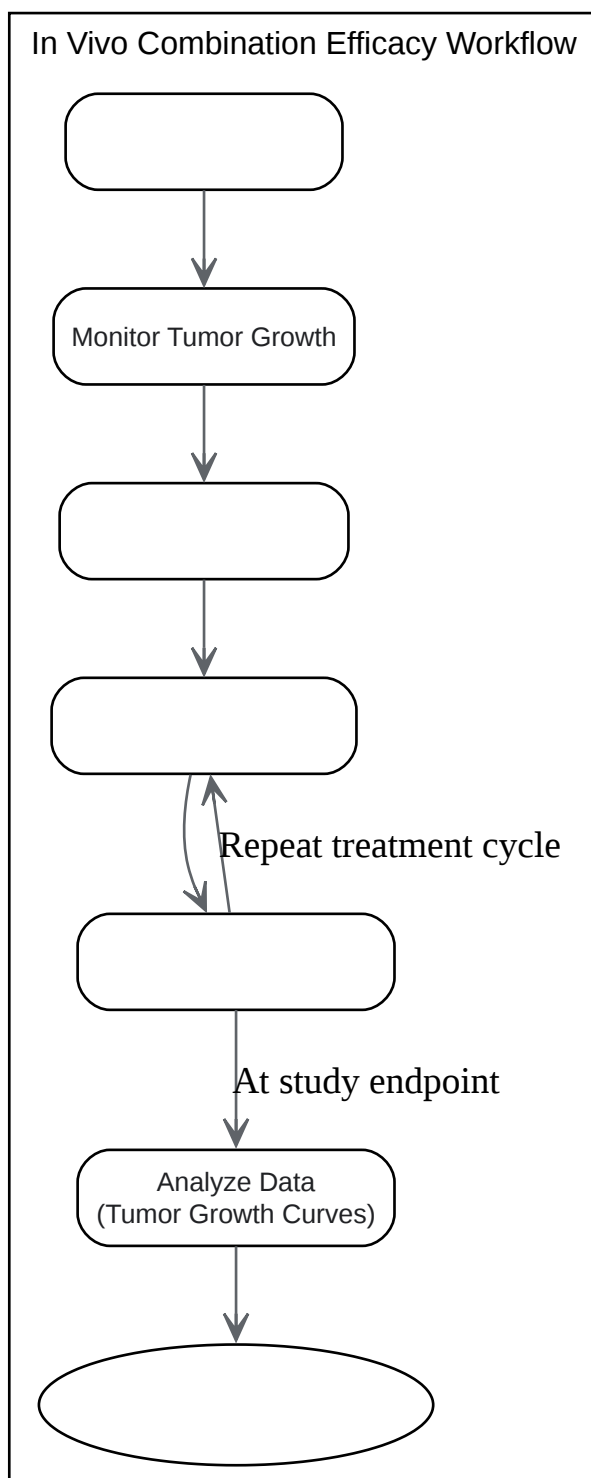 In Vivo Combination Efficacy Workflow
Monitor Tumor Growth
Repeat treatment cycle
At study endpoint
Analyze Data
(Tumor Growth Curves)